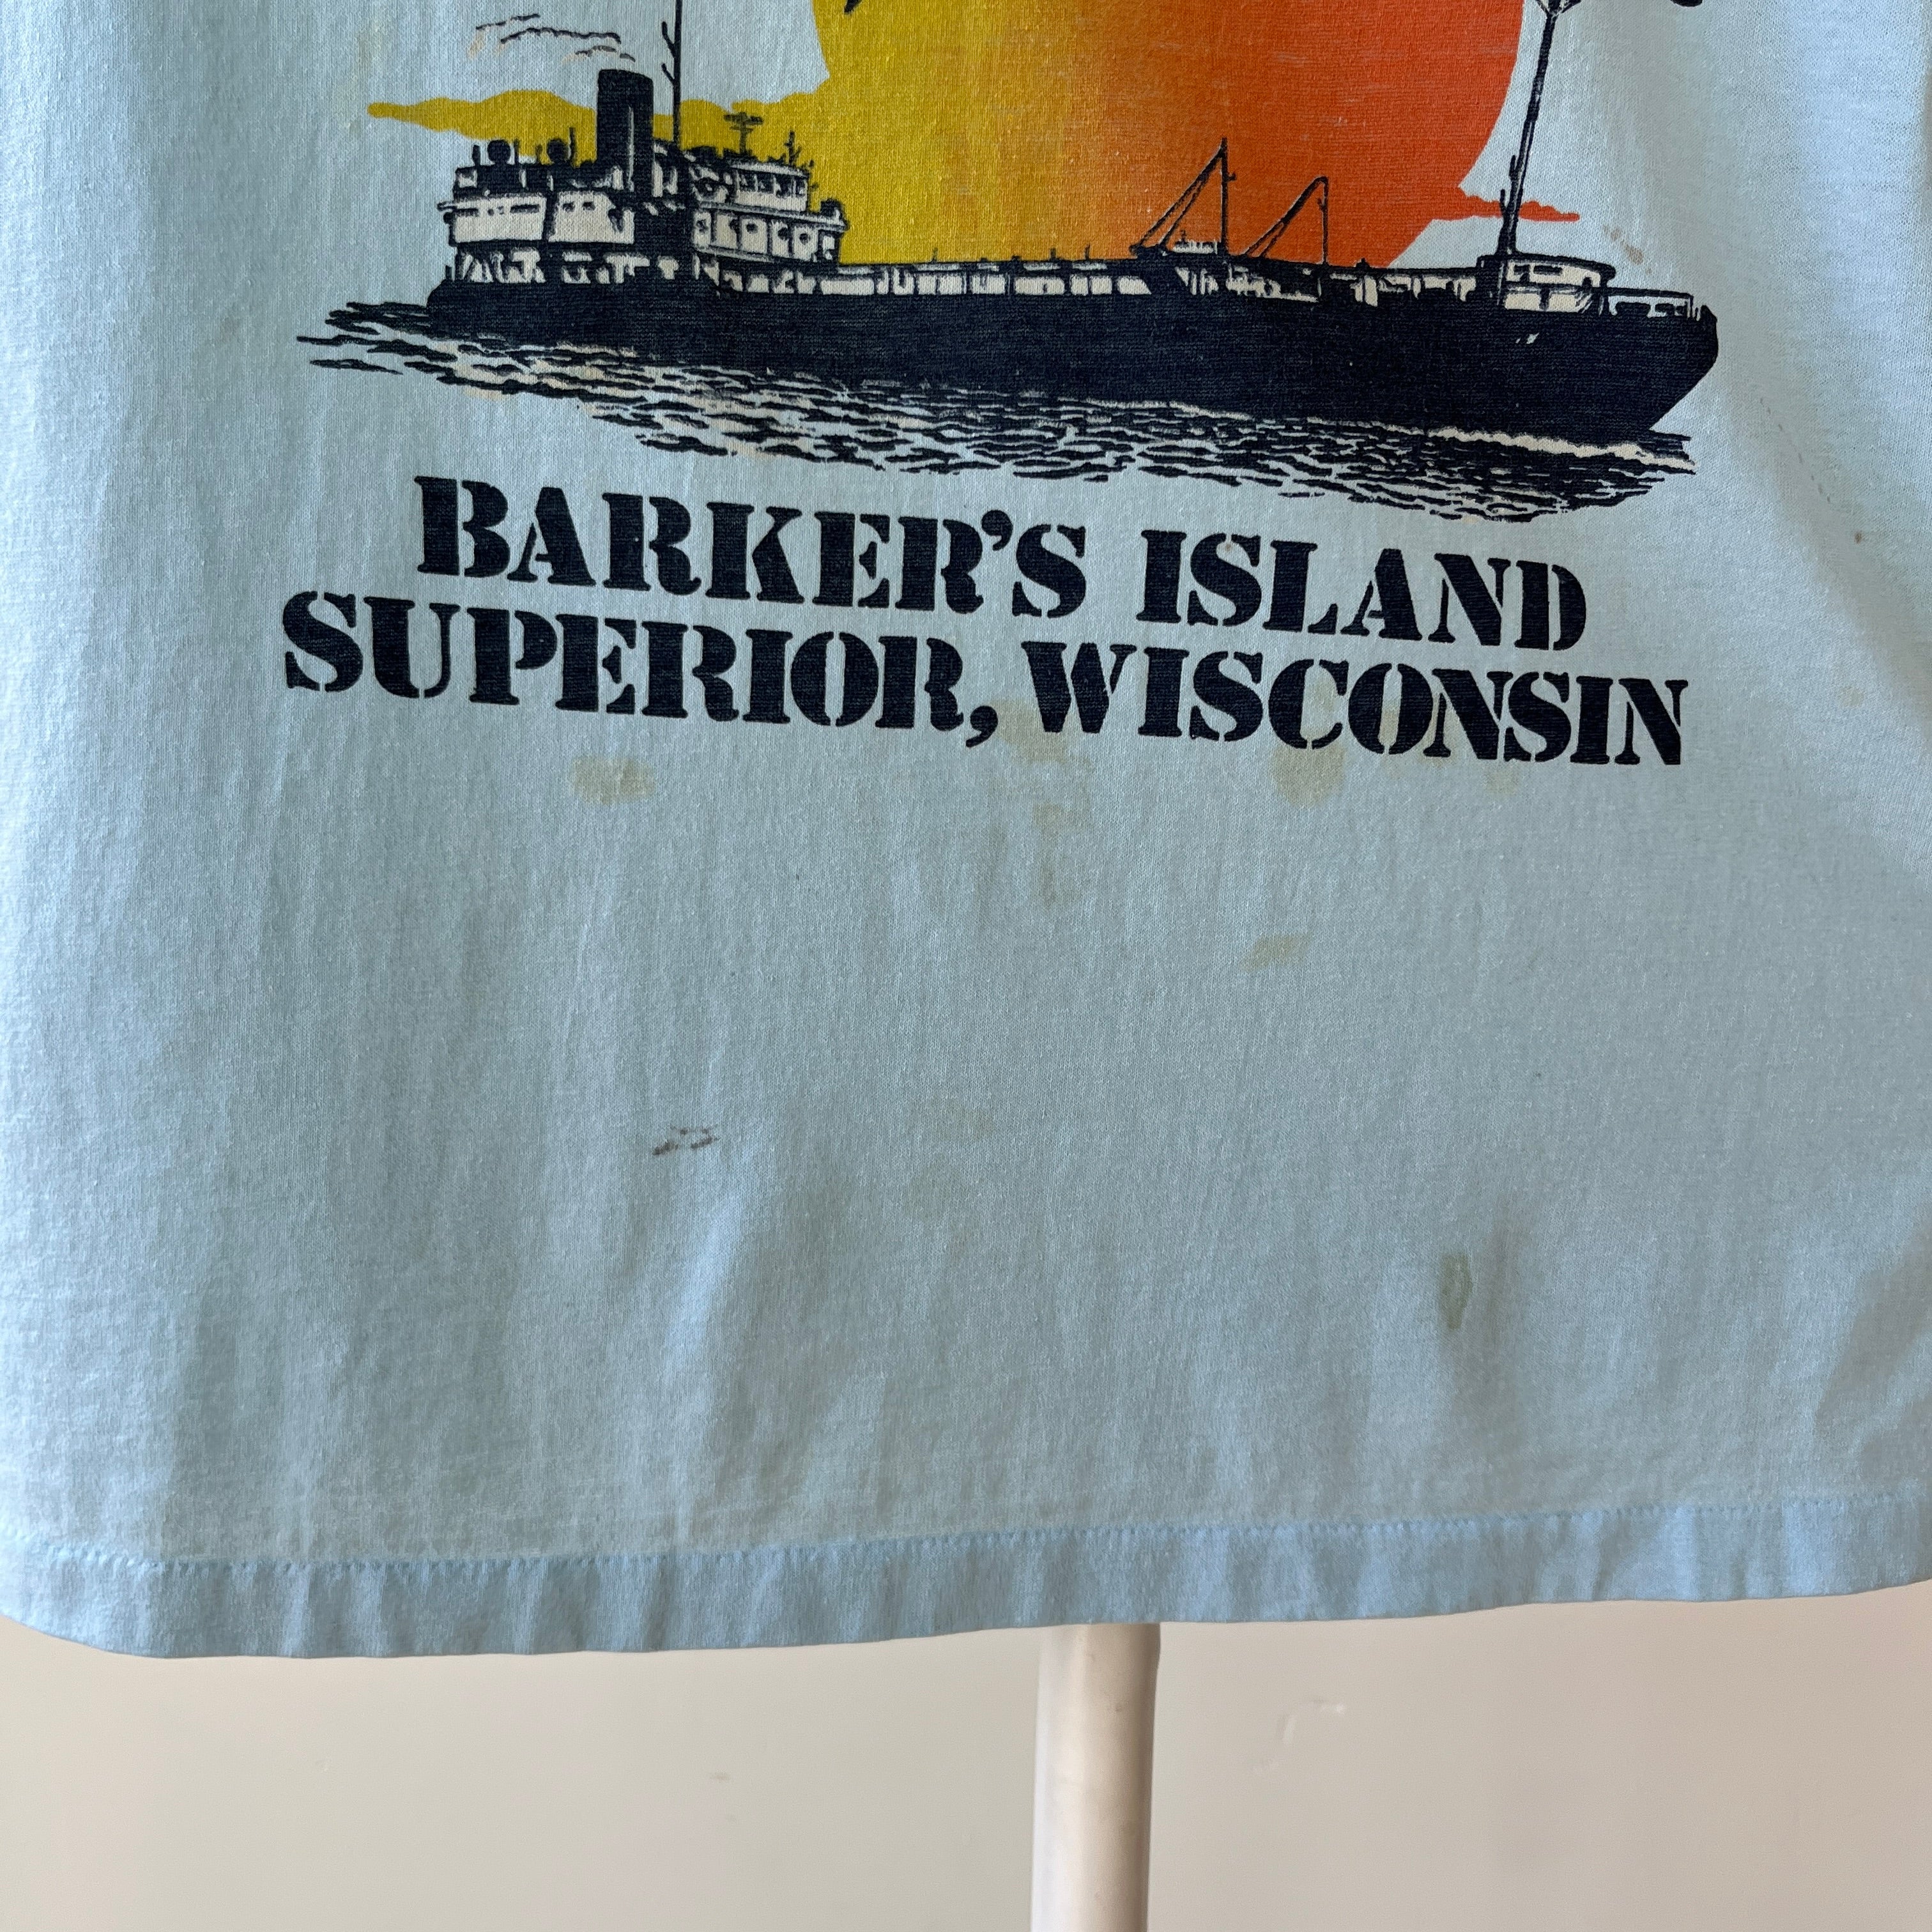 BARKER'S ISLAND
SUPERIOR, WISCONSIN